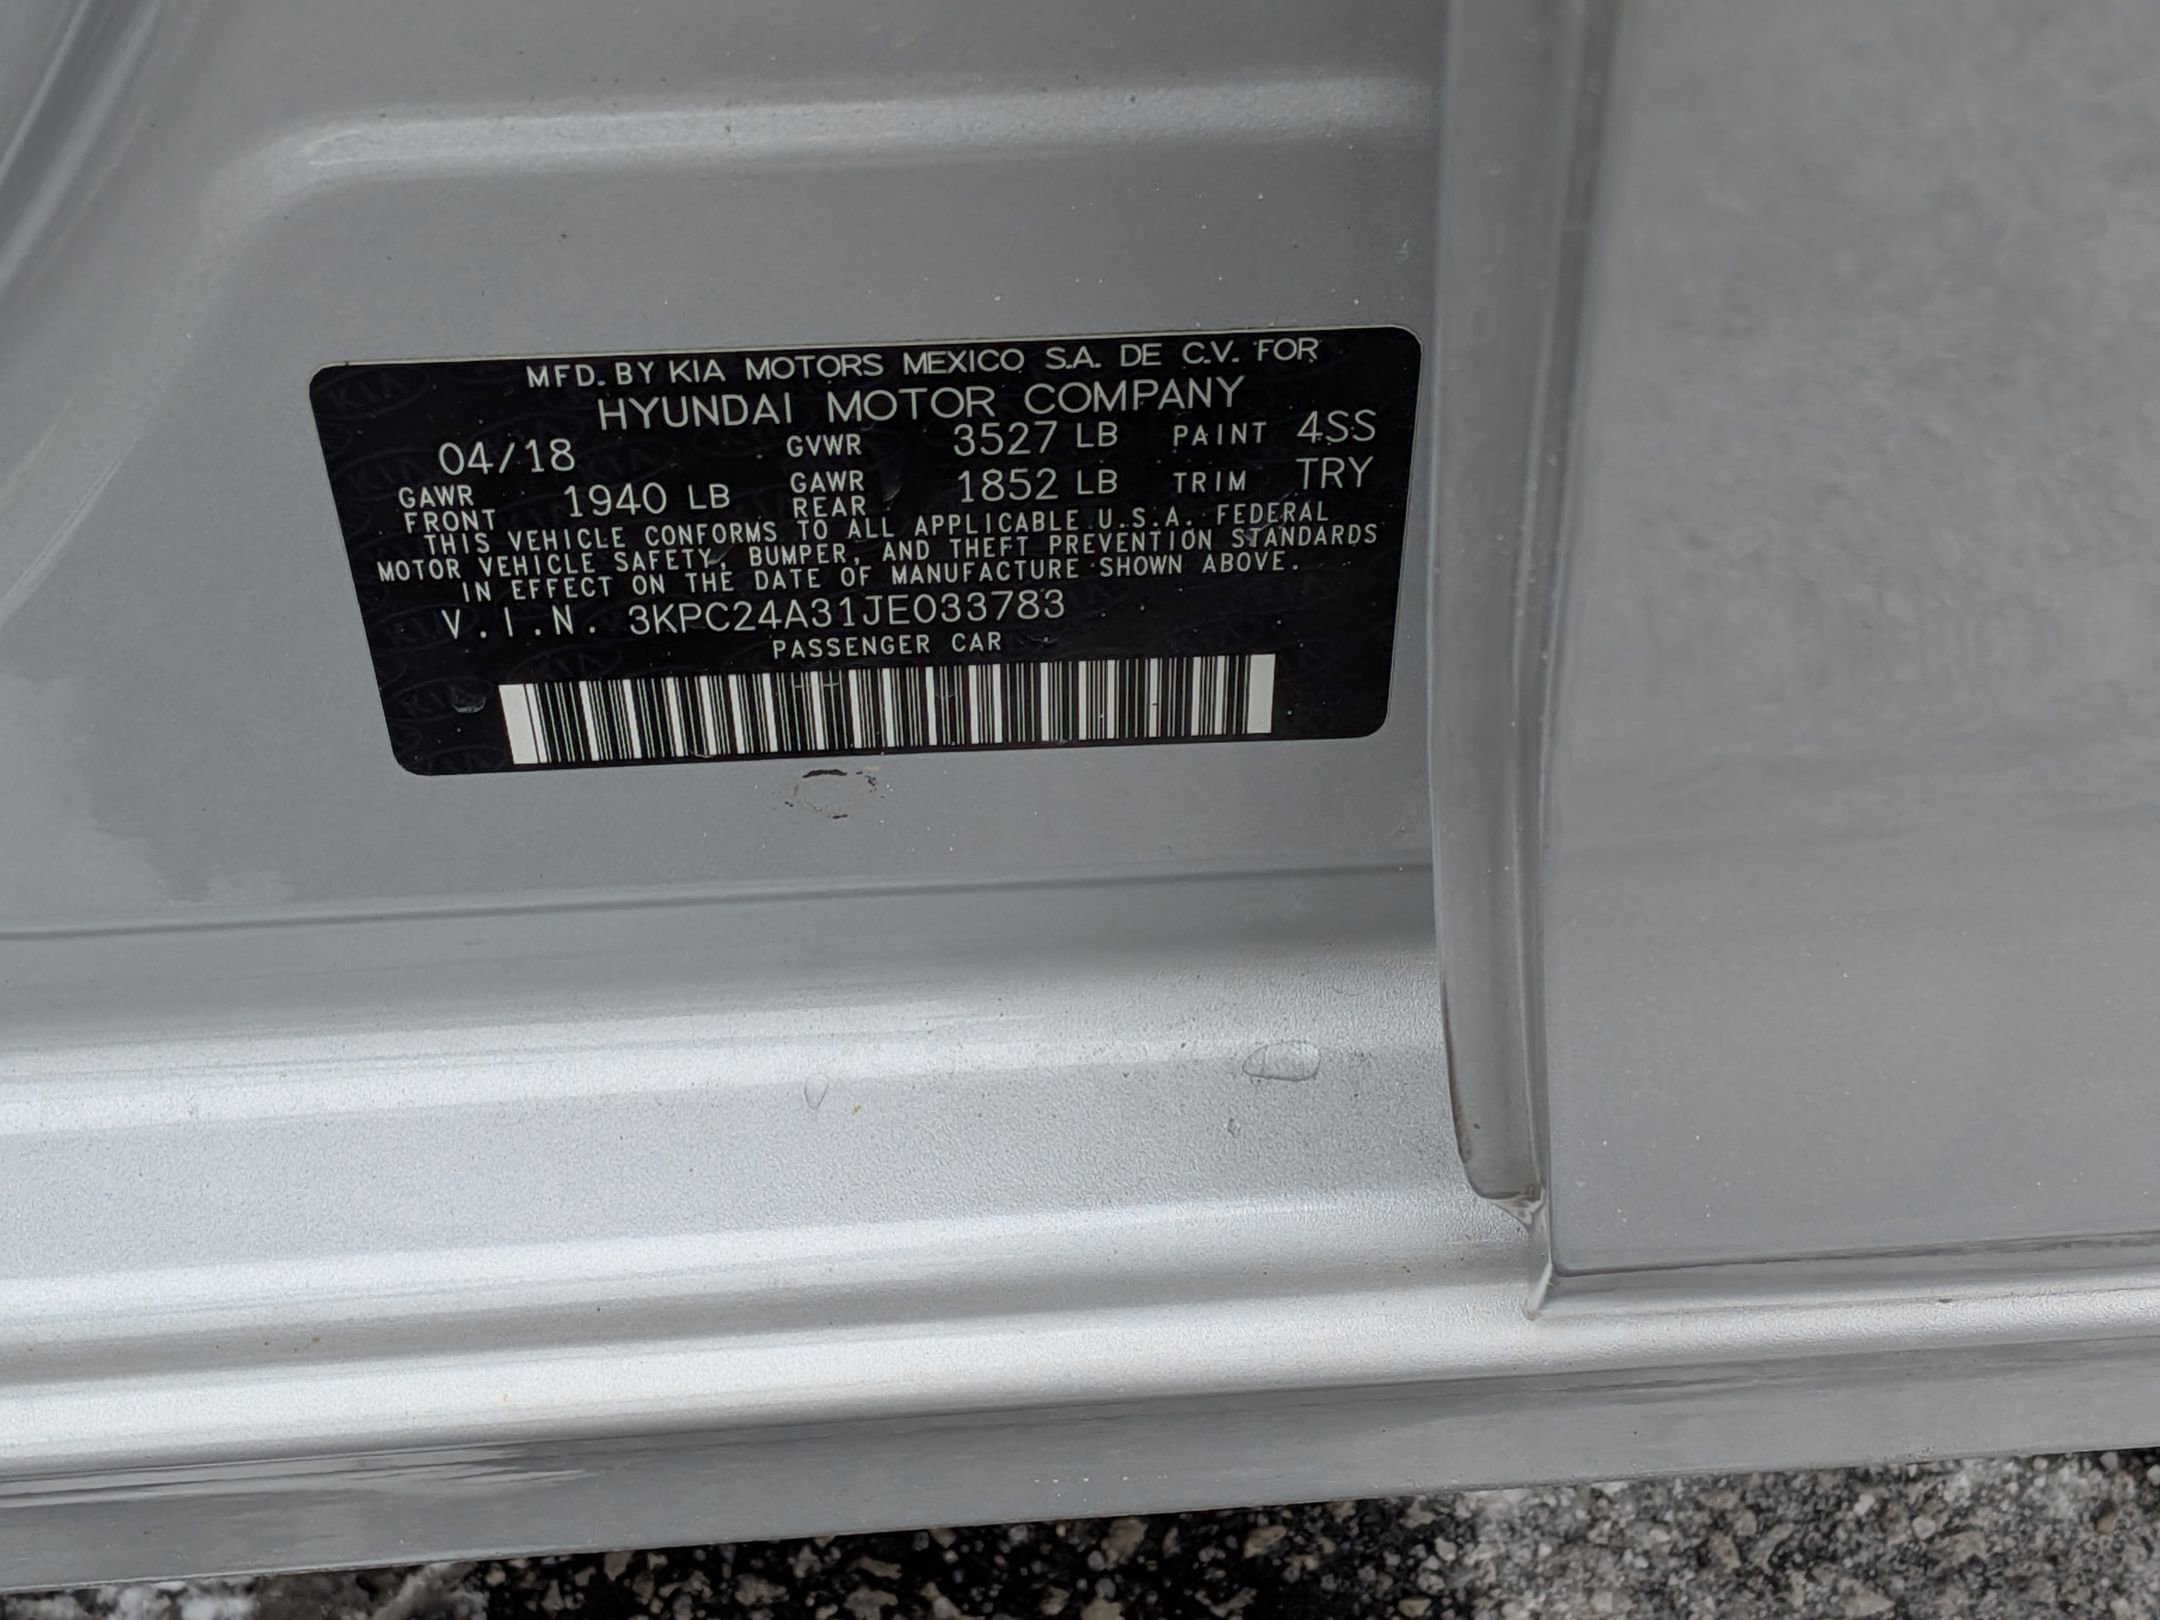 MFD. BY KIA MOTORS MEXICO S.A. DE C.V. FOR
HYUNDAI MOTOR COMPANY
04/18 GVWR 3527 LB PAINT 4SS
GAWR FRONT 1940 LB GAWR REAR 1852 LB TRIM TRY
THIS VEHICLE CONFORMS TO ALL APPLICABLE U.S.A. FEDERAL
MOTOR VEHICLE SAFETY, BUMPER, AND THEFT PREVENTION STANDARDS
IN EFFECT ON THE DATE OF MANUFACTURE SHOWN ABOVE.
V.I.N. 3KPC24A31JE033783
PASSENGER CAR